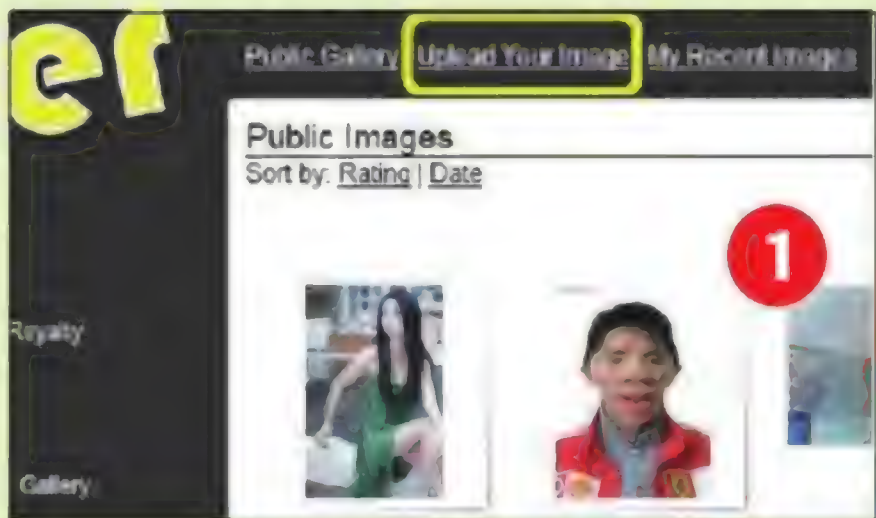 er
Public Gallery Upload Your Image My Recent Images
Public Images
Sort by: Rating | Date
1
Royalty
Gallery